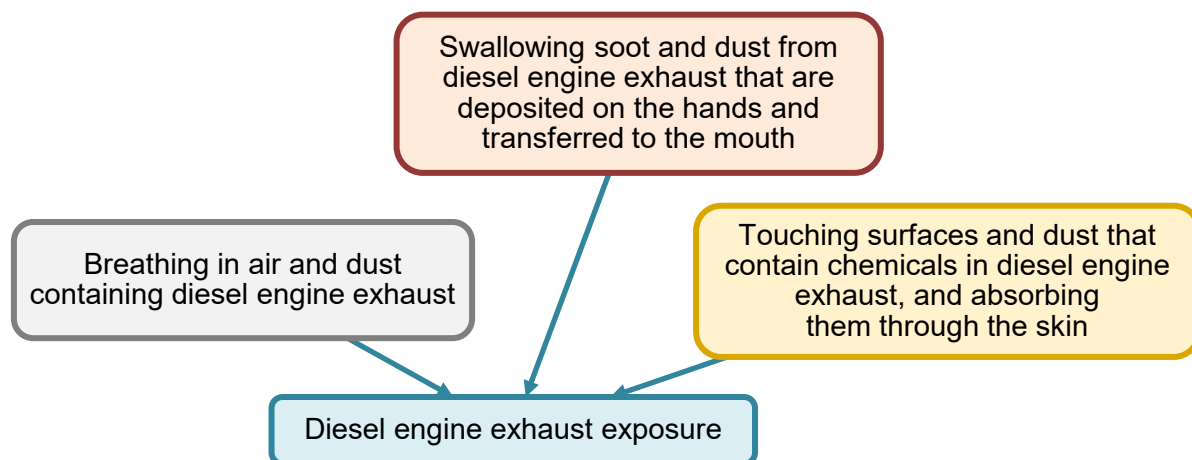 Swallowing soot and dust from
diesel engine exhaust that are
deposited on the hands and
transferred to the mouth
Breathing in air and dust
containing diesel engine exhaust
Touching surfaces and dust that
contain chemicals in diesel engine
exhaust, and absorbing
them through the skin
Diesel engine exhaust exposure